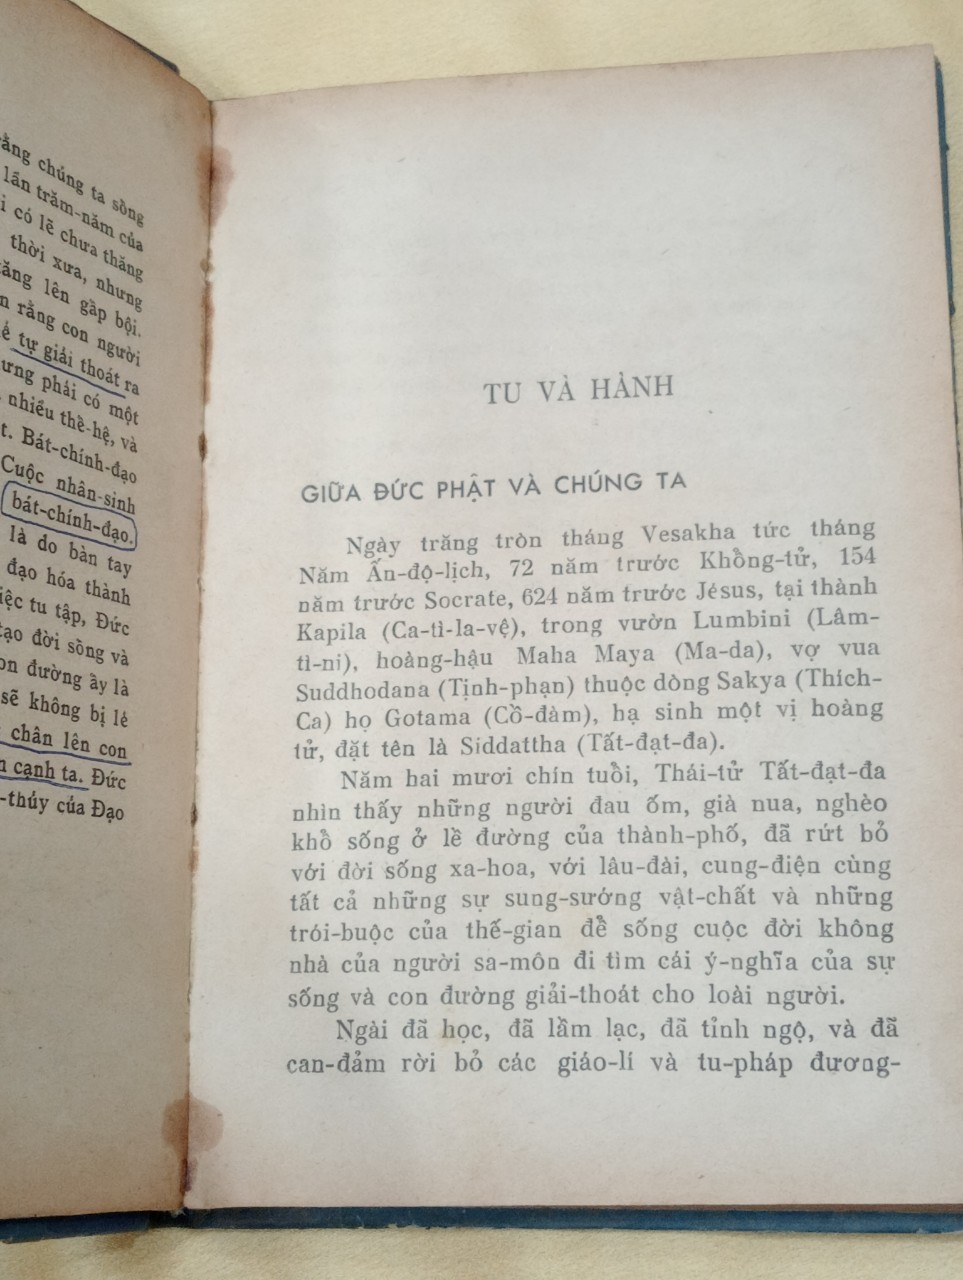 rằng chúng ta sống
lần trăm-năm của
có lẽ chưa thăng
thời xưa, nhưng
lên gấp bội.
rằng con người
tự giải thoát ra
phải có một
nhiều thế-hệ, và
Bát-chính-đạo
Cuộc nhân-sinh
bát-chính-đạo.
là do bàn tay
đạo hóa thành
tu tập, Đức
đời sống và
đường ấy là
sẽ không bị lé
chân lên con
cạnh ta. Đức
-thúy của Đạo
TU VÀ HÀNH
GIỮA ĐỨC PHẬT VÀ CHÚNG TA
Ngày trăng tròn tháng Vesakha tức tháng
Năm Ấn-độ-lịch, 72 năm trước Khổng-tử, 154
năm trước Socrate, 624 năm trước Jésus, tại thành
Kapila (Ca-tì-la-vệ), trong vườn Lumbini (Lâm-
tì-ni), hoàng-hậu Maha Maya (Ma-da), vợ vua
Suddhodana (Tịnh-phạn) thuộc dòng Sakya (Thích-
Ca) họ Gotama (Cồ-đàm), hạ sinh một vị hoàng
tử, đặt tên là Siddattha (Tất-đạt-đa).
Năm hai mươi chín tuổi, Thái-tử Tất-đạt-đa
nhìn thấy những người đau ốm, già nua, nghèo
khổ sống ở lề đường của thành-phố, đã rứt bỏ
với đời sống xa-hoa, với lâu-đài, cung-điện cùng
tất cả những sự sung-sướng vật-chất và những
trói-buộc của thế-gian để sống cuộc đời không
nhà của người sa-môn đi tìm cái ý-nghĩa của sự
sống và con đường giải-thoát cho loài người.
Ngài đã học, đã lầm lạc, đã tỉnh ngộ, và đã
can-đảm rời bỏ các giáo-lí và tu-pháp đương-